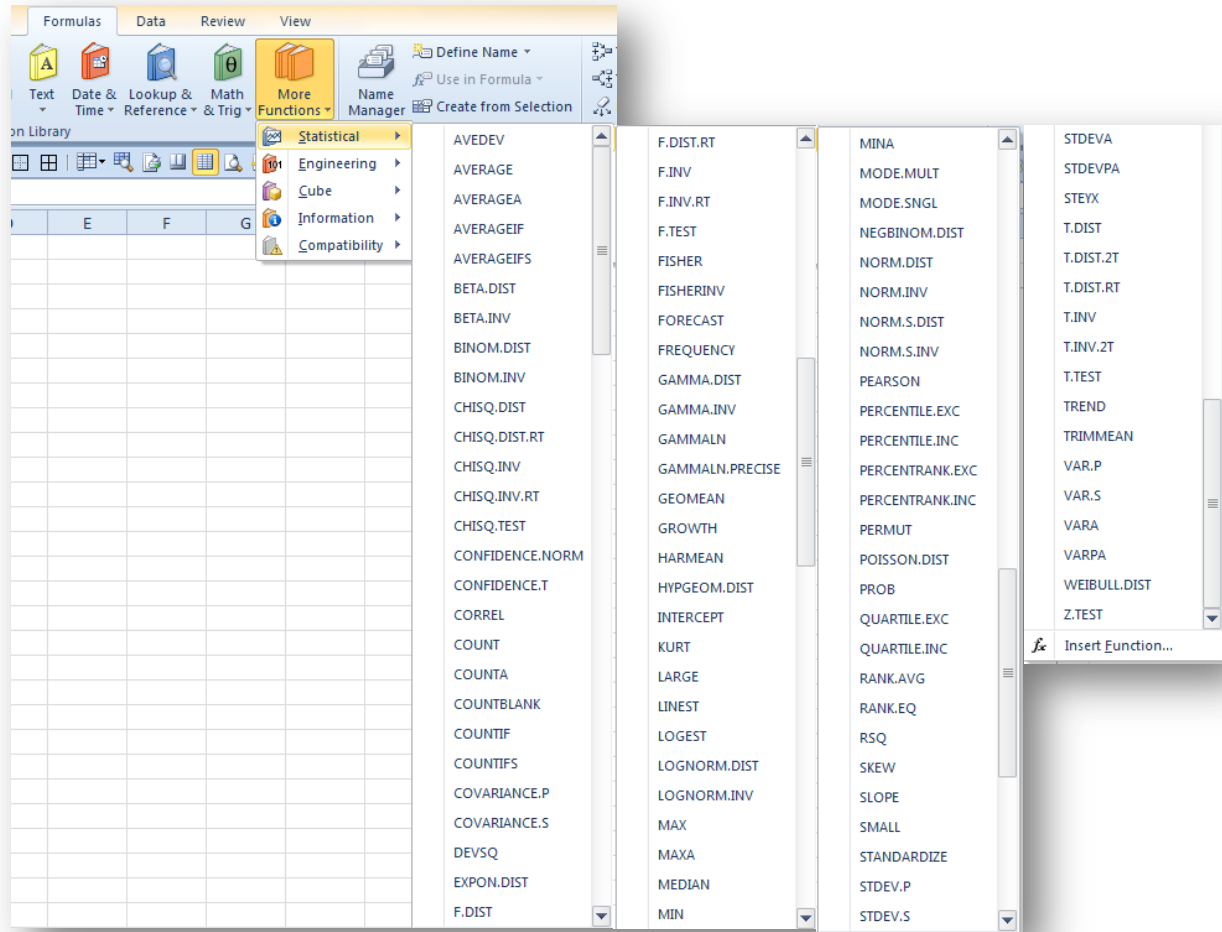 Formulas Data Review View
Text
Date & Time
Lookup & Reference
Math & Trig
More Functions
Name Manager
Define Name
Use in Formula
Create from Selection
on Library
Statistical
Engineering
Cube
Information
Compatibility
E F G
AVEDEV
AVERAGE
AVERAGEA
AVERAGEIF
AVERAGEIFS
BETA.DIST
BETA.INV
BINOM.DIST
BINOM.INV
CHISQ.DIST
CHISQ.DIST.RT
CHISQ.INV
CHISQ.INV.RT
CHISQ.TEST
CONFIDENCE.NORM
CONFIDENCE.T
CORREL
COUNT
COUNTA
COUNTBLANK
COUNTIF
COUNTIFS
COVARIANCE.P
COVARIANCE.S
DEVSQ
EXPON.DIST
F.DIST
F.DIST.RT
F.INV
F.INV.RT
F.TEST
FISHER
FISHERINV
FORECAST
FREQUENCY
GAMMA.DIST
GAMMA.INV
GAMMALN
GAMMALN.PRECISE
GEOMEAN
GROWTH
HARMEAN
HYPGEOM.DIST
INTERCEPT
KURT
LARGE
LINEST
LOGEST
LOGNORM.DIST
LOGNORM.INV
MAX
MAXA
MEDIAN
MIN
MINA
MODE.MULT
MODE.SNGL
NEGBINOM.DIST
NORM.DIST
NORM.INV
NORM.S.DIST
NORM.S.INV
PEARSON
PERCENTILE.EXC
PERCENTILE.INC
PERCENTRANK.EXC
PERCENTRANK.INC
PERMUT
POISSON.DIST
PROB
QUARTILE.EXC
QUARTILE.INC
RANK.AVG
RANK.EQ
RSQ
SKEW
SLOPE
SMALL
STANDARDIZE
STDEV.P
STDEV.S
STDEVA
STDEVPA
STEYX
T.DIST
T.DIST.2T
T.DIST.RT
T.INV
T.INV.2T
T.TEST
TREND
TRIMMEAN
VAR.P
VAR.S
VARA
VARPA
WEIBULL.DIST
Z.TEST
fx Insert Function...